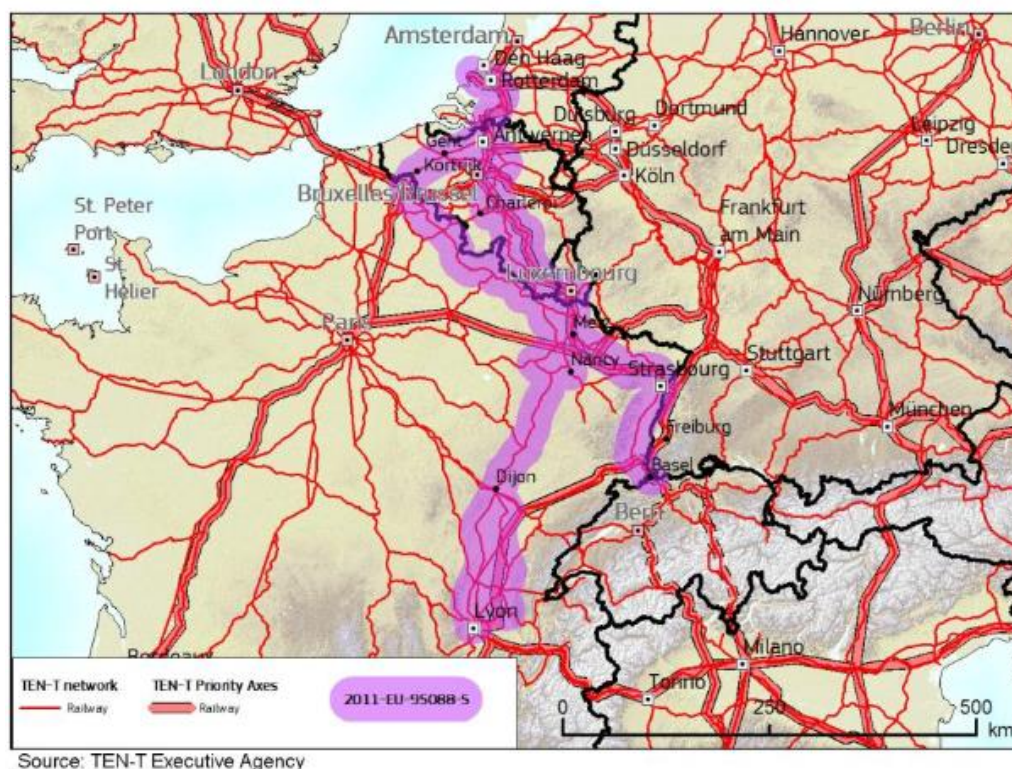 Amsterdam
Den Haag
Rotterdam
Hannover
Berlin
London
Duisburg
Dortmund
Antwerpen
Leipzig
Gent
Düsseldorf
Dresden
Kortrijk
Köln
Bruxelles/Brussel
Charleroi
St. Peter
Port
Frankfurt
am Main
St.
Helier
Luxembourg
Nürnberg
Paris
Metz
Nancy
Stuttgart
Strasbourg
München
Freiburg
Basel
Dijon
Bern
Lyon
Milano
Bordeaux
Torino
TEN-T network
TEN-T Priority Axes
Railway
Railway
2011-EU-95088-S
0
250
500
km
Source: TEN-T Executive Agency